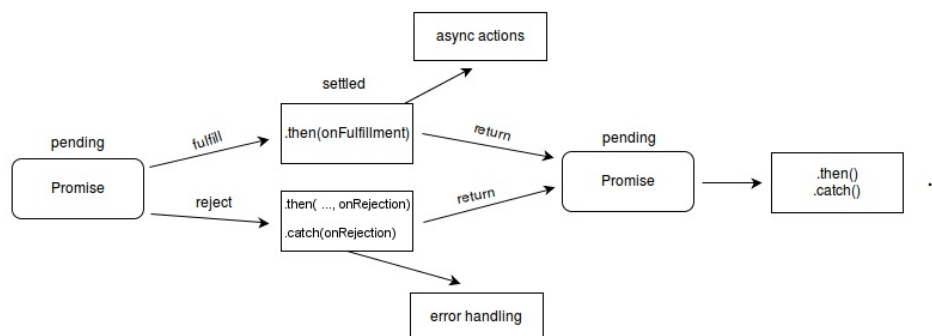 async actions
settled
pending
fulfill
.then(onFulfillment)
return
pending
Promise
Promise
.then()
.catch()
.
reject
.then( ..., onRejection)
.catch(onRejection)
return
error handling